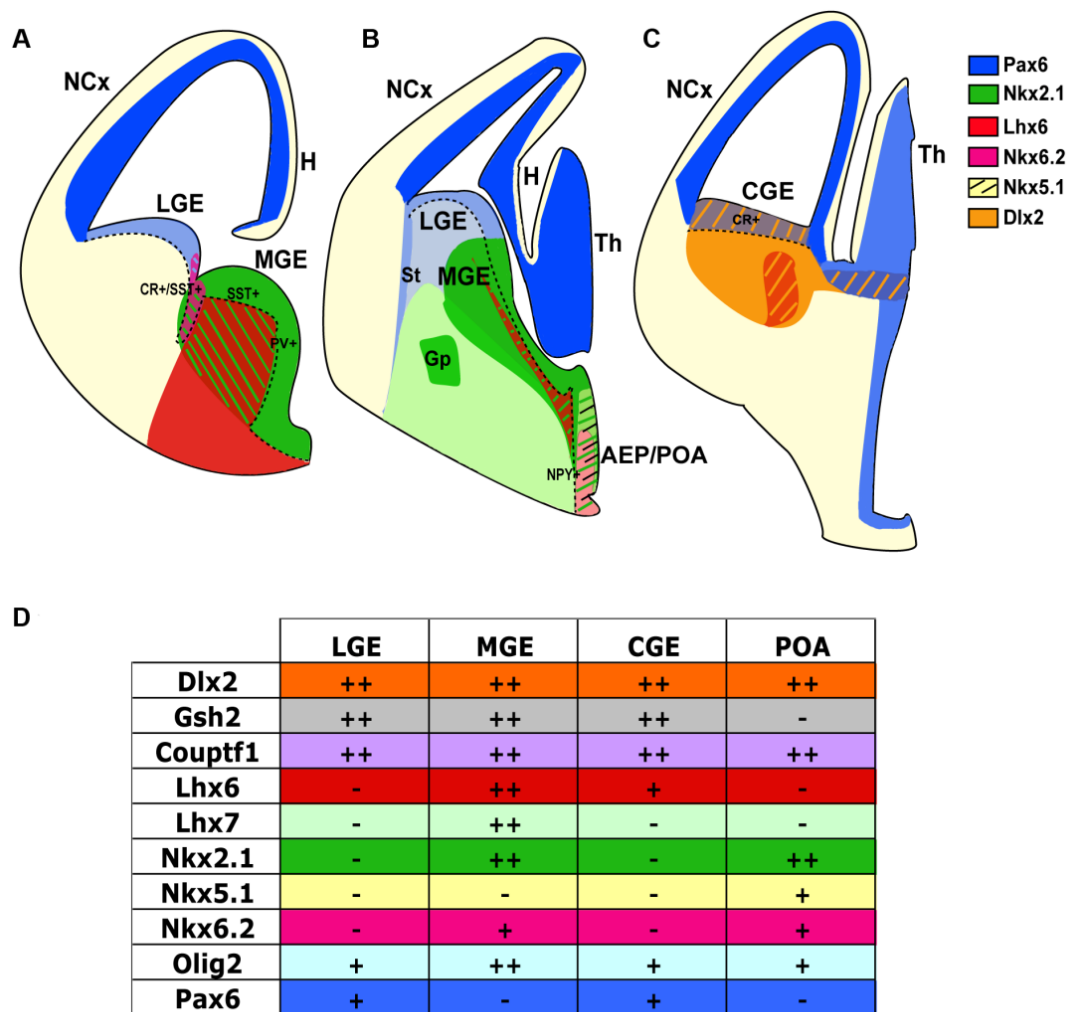 A
NCx
H
LGE
MGE
CR+/SST+
SST+
PV+
B
NCx
H
LGE
Th
St
MGE
Gp
AEP/POA
NPY+
C
NCx
Th
CGE
CR+
Pax6
Nkx2.1
Lhx6
Nkx6.2
Nkx5.1
Dlx2
D
LGE MGE CGE POA
Dlx2 ++ ++ ++ ++
Gsh2 ++ ++ ++ -
Couptf1 ++ ++ ++ ++
Lhx6 - ++ + -
Lhx7 - ++ - -
Nkx2.1 - ++ - ++
Nkx5.1 - - - +
Nkx6.2 - + - +
Olig2 + ++ + +
Pax6 + - + -